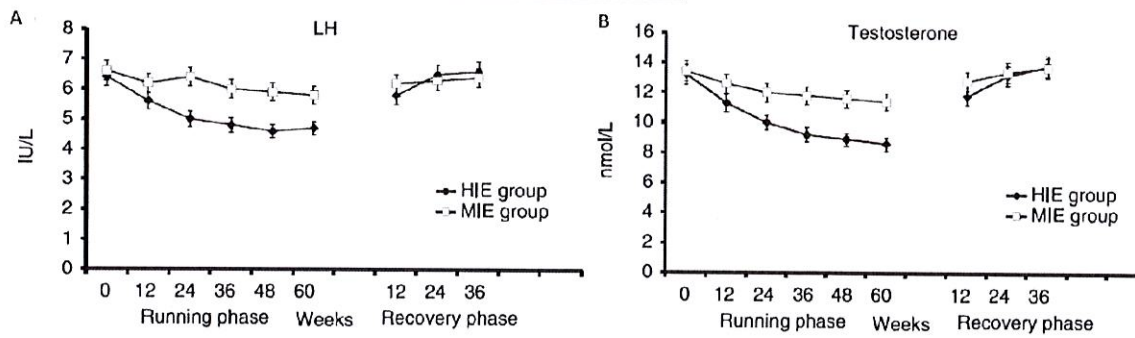 A
LH
8
7
6
5
4
3
2
1
0
IU/L
HIE group
MIE group
0 12 24 36 48 60 12 24 36
Running phase Weeks Recovery phase
B
Testosterone
16
14
12
10
8
6
4
2
0
nmol/L
HIE group
MIE group
0 12 24 36 48 60 12 24 36
Running phase Weeks Recovery phase